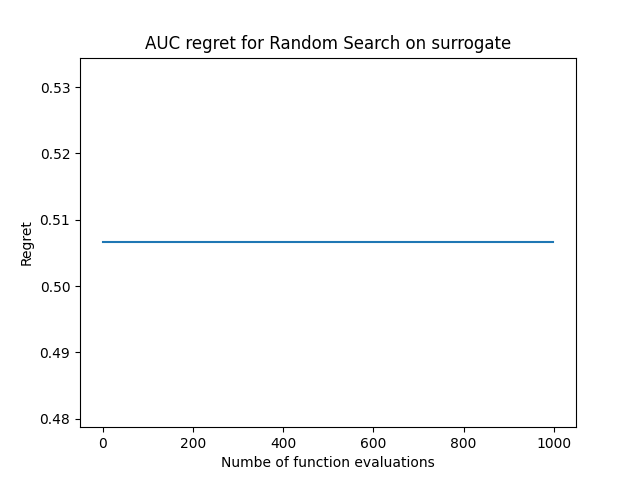 AUC regret for Random Search on surrogate
Regret
0.53
0.52
0.51
0.50
0.49
0.48
0 200 400 600 800 1000
Numbe of function evaluations